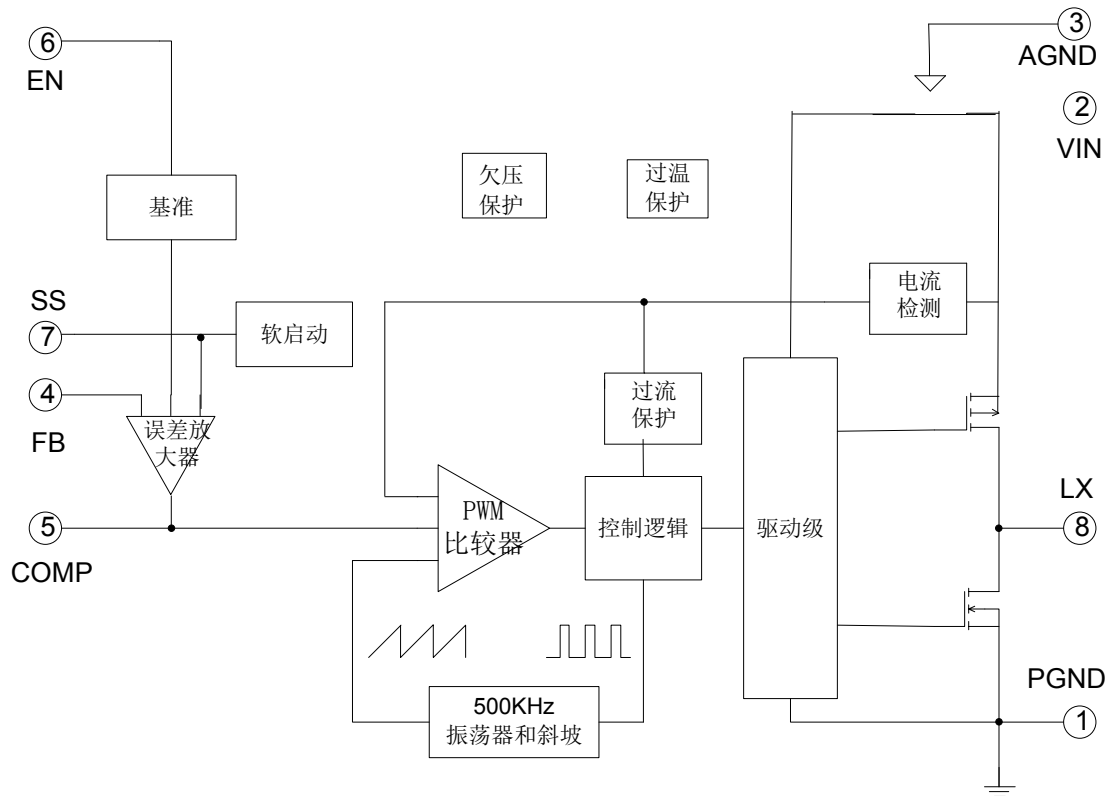 ⑥
EN
③
AGND
②
VIN
欠压
保护
过温
保护
基准
SS
⑦
软启动
电流
检测
④
FB
误差放
大器
过流
保护
⑤
COMP
PWM
比较器
控制逻辑
驱动级
LX
⑧
500KHz
振荡器和斜坡
PGND
①